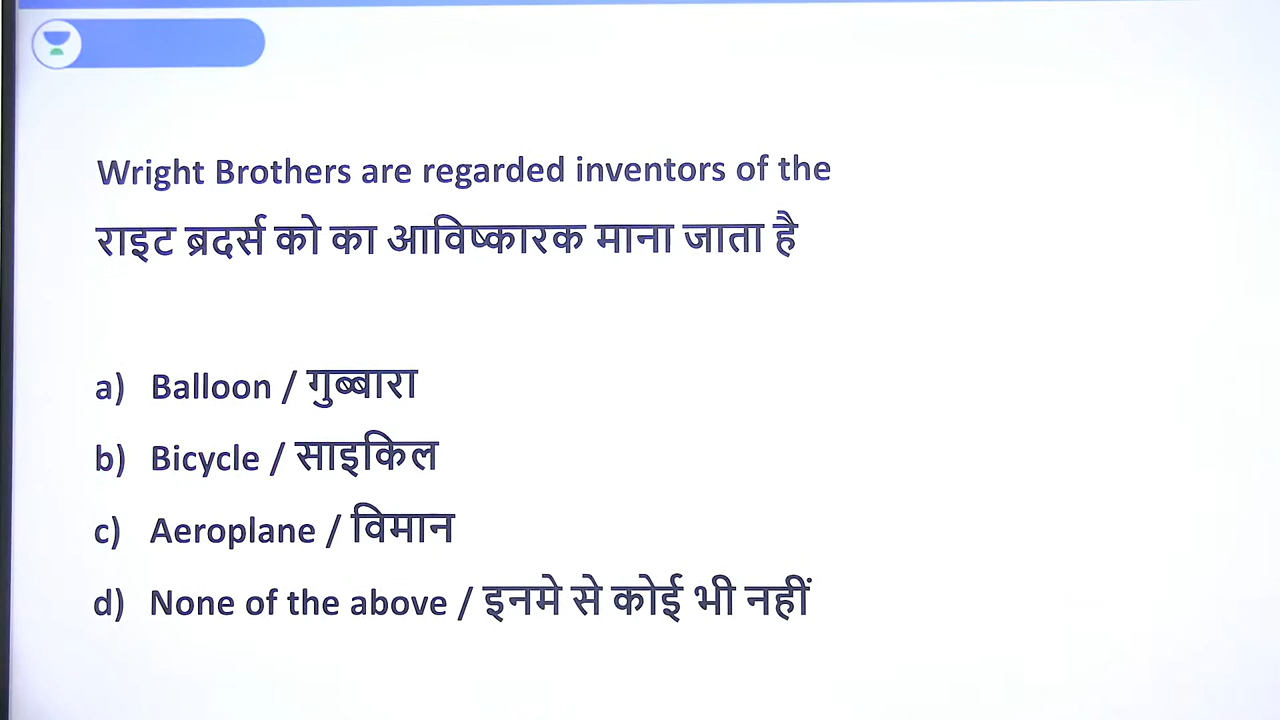 Wright Brothers are regarded inventors of the
राइट ब्रदर्स को का आविष्कारक माना जाता है
a) Balloon / गुब्बारा
b) Bicycle / साइकिल
c) Aeroplane / विमान
d) None of the above / इनमे से कोई भी नहीं